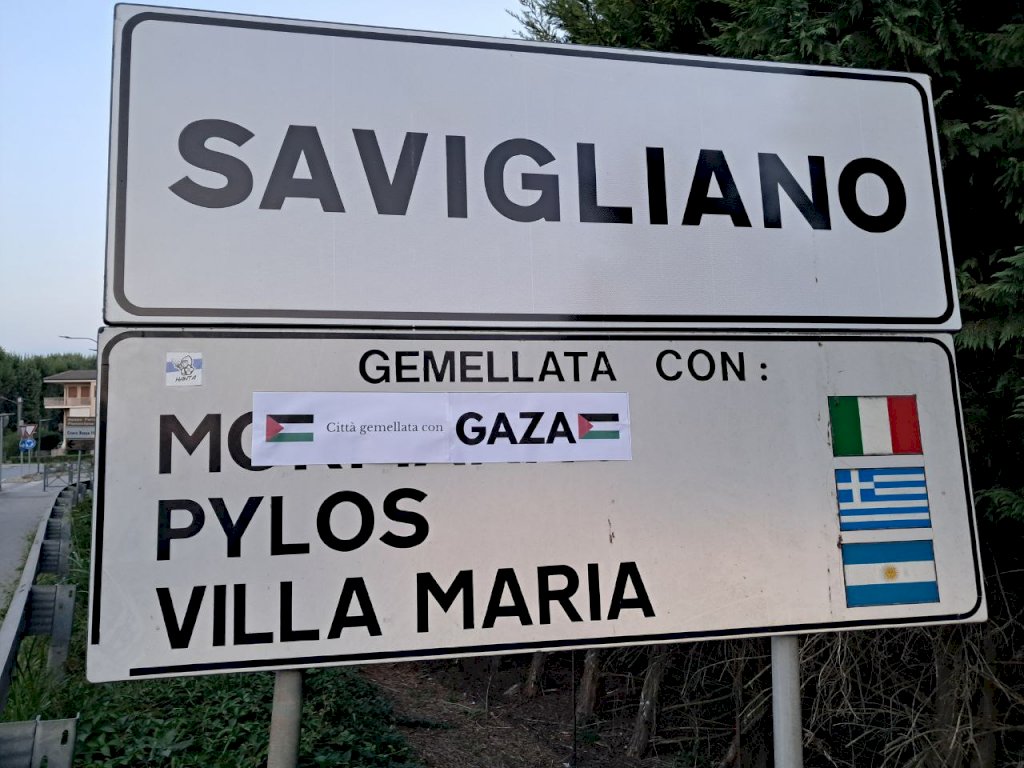 SAVIGLIANO
GEMELLATA CON:
Città gemellata con GAZA
PYLOS
VILLA MARIA